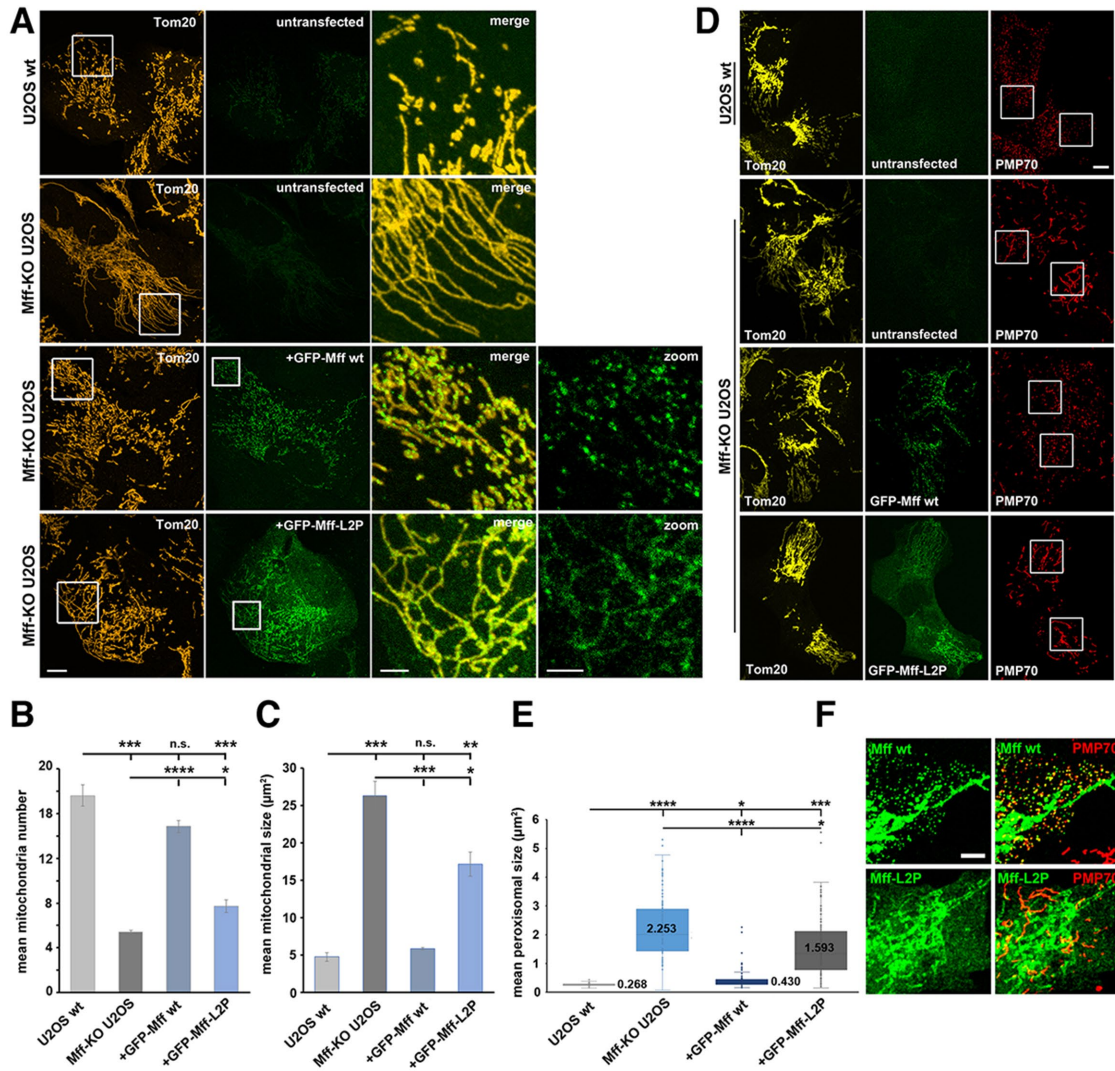 A
U2OS wt
Tom20
untransfected
merge
Mff-KO U2OS
Tom20
untransfected
merge
Mff-KO U2OS
Tom20
+GFP-Mff wt
merge
zoom
Mff-KO U2OS
Tom20
+GFP-Mff-L2P
merge
zoom
D
U2OS wt
Tom20
untransfected
PMP70
Mff-KO U2OS
Tom20
untransfected
PMP70
Tom20
GFP-Mff wt
PMP70
Tom20
GFP-Mff-L2P
PMP70
B
*** n.s. ***
**** *
mean mitochondria number
20
18
12
8
4
0
U2OS wt
Mff-KO U2OS
+GFP-Mff wt
+GFP-Mff-L2P
C
*** n.s. **
*** *
mean mitochondrial size (µm²)
30
25
20
15
10
5
0
U2OS wt
Mff-KO U2OS
+GFP-Mff wt
+GFP-Mff-L2P
E
**** * ***
**** *
mean peroxisomal size (µm²)
6
5
4
3
2
1
0
0.268
2.253
0.430
1.593
U2OS wt
Mff-KO U2OS
+GFP-Mff wt
+GFP-Mff-L2P
F
Mff wt
Mff wt PMP70
Mff-L2P
Mff-L2P PMP70